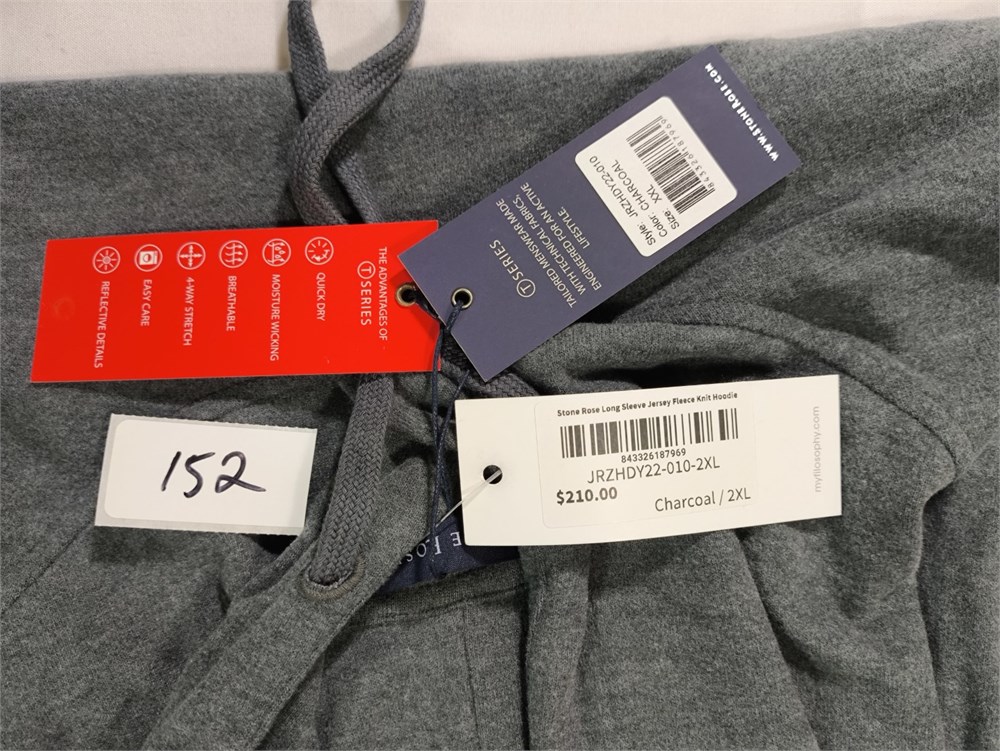 WWW.STONEROSE.COM
843261879690
Style: JRZHDY22-010
Color: CHARCOAL
Size: XXL
TAILORED MENSWEAR MADE
WITH TECHNICAL FABRICS,
ENGINEERED FOR AN ACTIVE
LIFESTYLE.
T SERIES
THE ADVANTAGES OF
T SERIES
QUICK DRY
MOISTURE WICKING
BREATHABLE
4-WAY STRETCH
EASY CARE
REFLECTIVE DETAILS
152
Stone Rose Long Sleeve Jersey Fleece Knit Hoodie
843326187969
JRZHDY22-010-2XL
$210.00
Charcoal / 2XL
myfilosophy.com